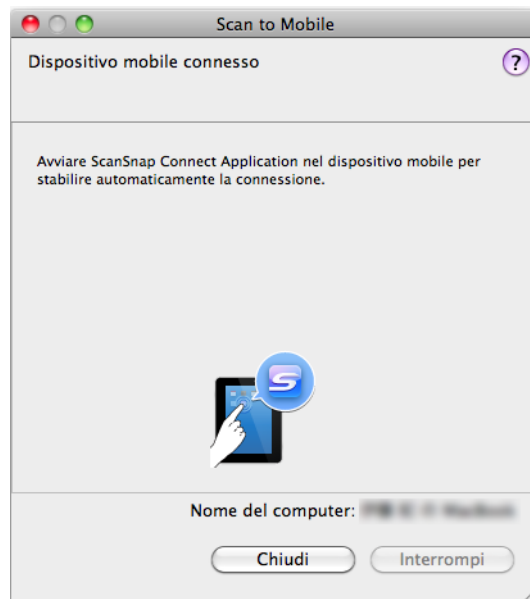 Scan to Mobile
Dispositivo mobile connesso
?
Avviare ScanSnap Connect Application nel dispositivo mobile per
stabilire automaticamente la connessione.
S
Nome del computer:
Chiudi
Interrompi